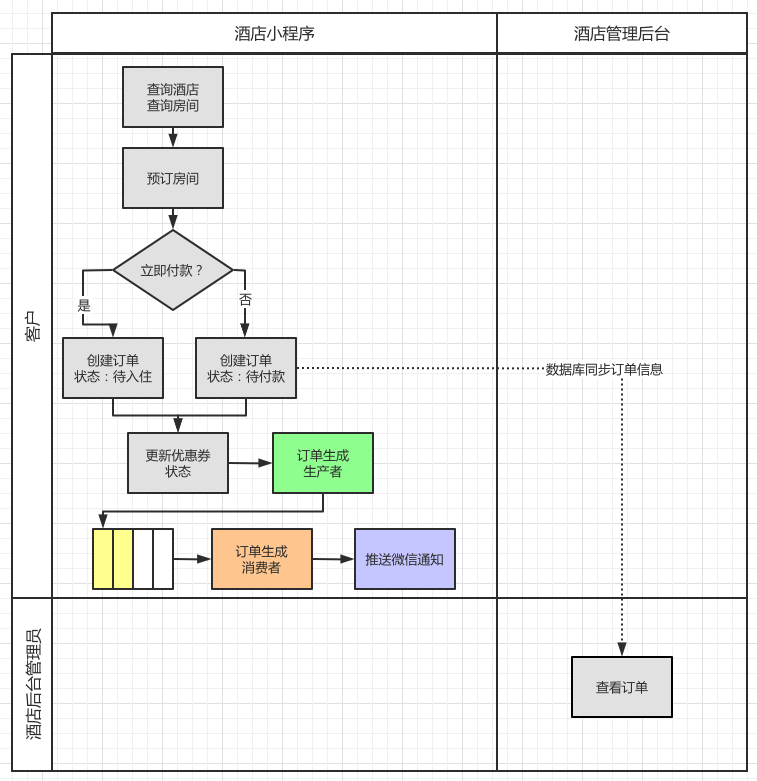 酒店小程序
酒店管理后台
客户
查询酒店
查询房间
预订房间
立即付款？
是
否
创建订单
状态：待入住
创建订单
状态：待付款
数据库同步订单信息
更新优惠券
状态
订单生成
生产者
订单生成
消费者
推送微信通知
酒店后台管理员
查看订单